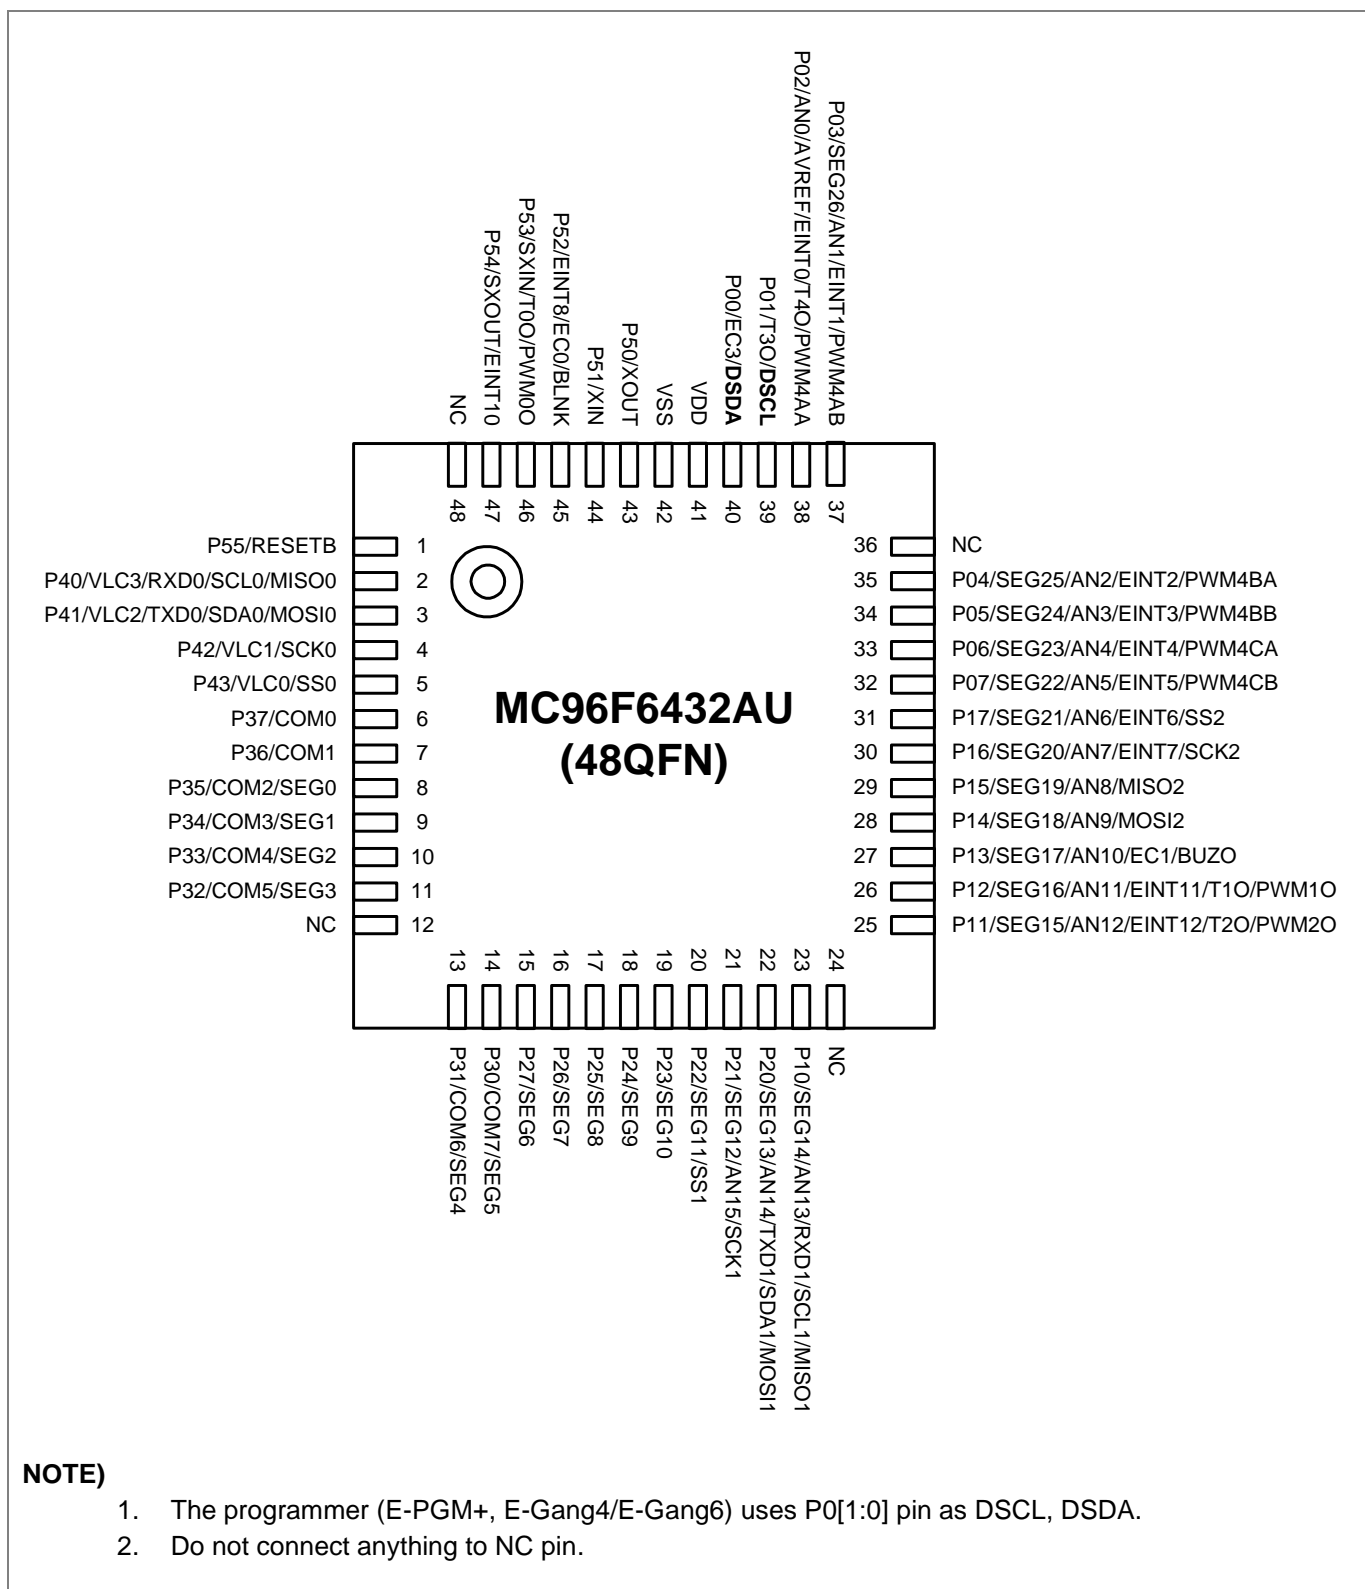 P02/AN0/AVREF/EINT0/T4O/PWM4AA
P03/SEG26/AN1/EINT1/PWM4AB
P53/SXIN/T0O/PWM0O
P52/EINT8/EC0/BLNK
P54/SXOUT/EINT10
P00/EC3/DSDA
P01/T3O/DSCL
P51/XIN
P50/XOUT
VSS
VDD
NC
48
47
46
45
44
43
42
41
40
39
38
37
P55/RESETB 1
P40/VLC3/RXD0/SCL0/MISO0 2
P41/VLC2/TXD0/SDA0/MOSI0 3
P42/VLC1/SCK0 4
P43/VLC0/SS0 5
P37/COM0 6
P36/COM1 7
P35/COM2/SEG0 8
P34/COM3/SEG1 9
P33/COM4/SEG2 10
P32/COM5/SEG3 11
NC 12
MC96F6432AU
(48QFN)
36 NC
35 P04/SEG25/AN2/EINT2/PWM4BA
34 P05/SEG24/AN3/EINT3/PWM4BB
33 P06/SEG23/AN4/EINT4/PWM4CA
32 P07/SEG22/AN5/EINT5/PWM4CB
31 P17/SEG21/AN6/EINT6/SS2
30 P16/SEG20/AN7/EINT7/SCK2
29 P15/SEG19/AN8/MISO2
28 P14/SEG18/AN9/MOSI2
27 P13/SEG17/AN10/EC1/BUZO
26 P12/SEG16/AN11/EINT11/T1O/PWM1O
25 P11/SEG15/AN12/EINT12/T2O/PWM2O
13
14
15
16
17
18
19
20
21
22
23
24
P31/COM6/SEG4
P30/COM7/SEG5
P27/SEG6
P26/SEG7
P25/SEG8
P24/SEG9
P23/SEG10
P22/SEG11/SS1
P21/SEG12/AN15/SCK1
P20/SEG13/AN14/TXD1/SDA1/MOSI1
P10/SEG14/AN13/RXD1/SCL1/MISO1
NC
NOTE)
1. The programmer (E-PGM+, E-Gang4/E-Gang6) uses P0[1:0] pin as DSCL, DSDA.
2. Do not connect anything to NC pin.